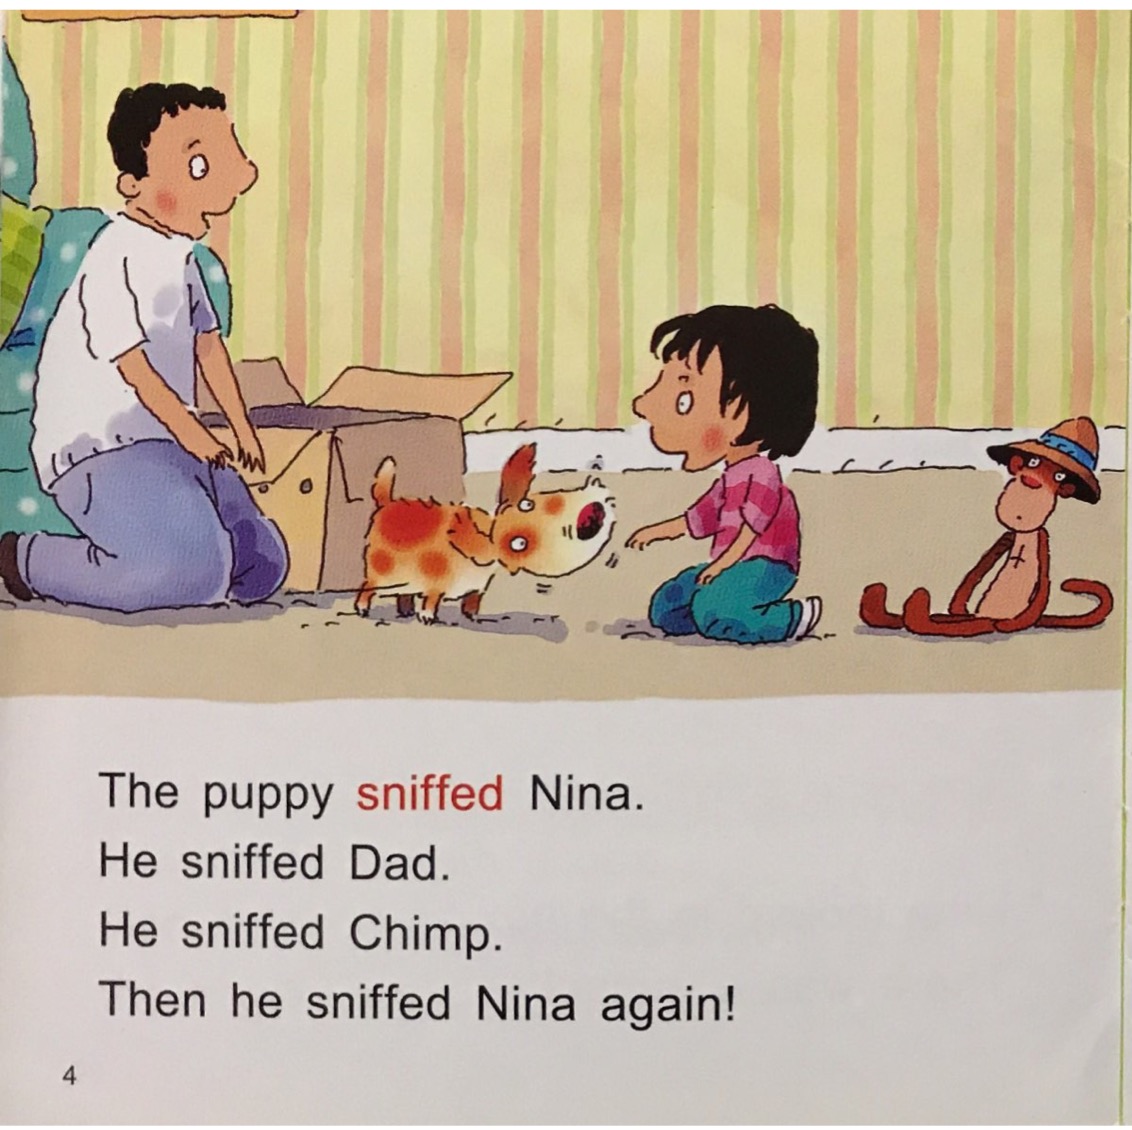 The puppy sniffed Nina.
He sniffed Dad.
He sniffed Chimp.
Then he sniffed Nina again!
4